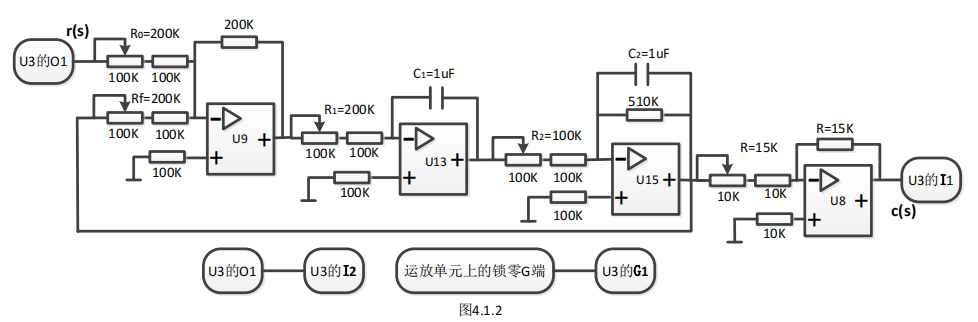 r(s)
U3的O1
R₀=200K
100K
100K
200K
Rf=200K
100K
100K
U9
100K
R₁=200K
100K
100K
C₁=1uF
U13
100K
R₂=100K
100K
100K
C₂=1uF
510K
U15
100K
R=15K
10K
10K
R=15K
U8
10K
U3的I1
c(s)
U3的O1
U3的I2
运放单元上的锁零G端
U3的G1
图4.1.2